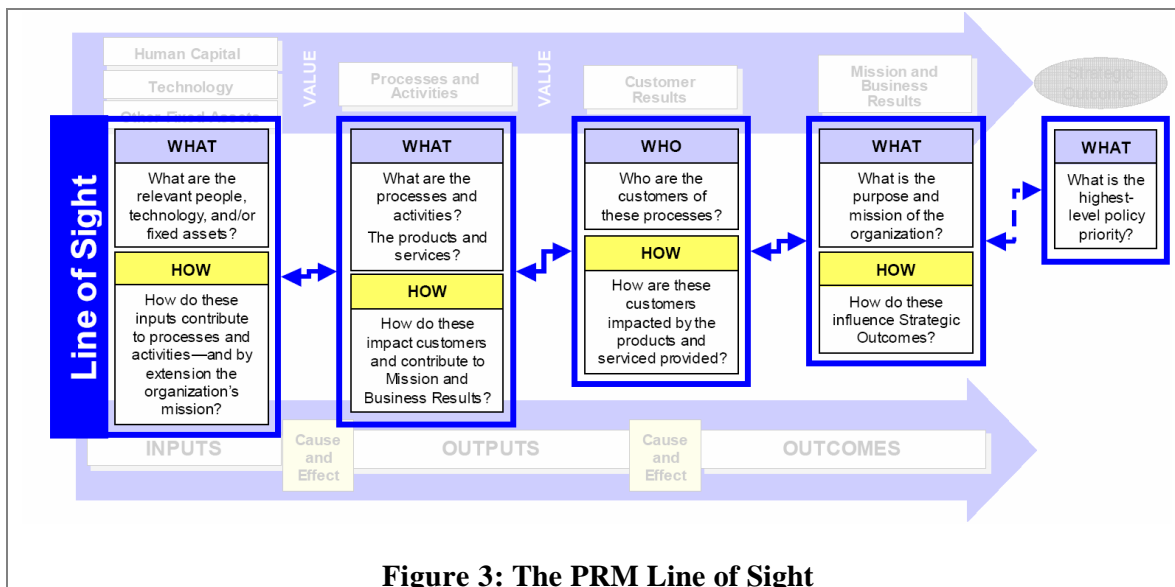 Human Capital
Technology
Other Fixed Assets
VALUE
Processes and
Activities
VALUE
Customer
Results
Mission and
Business
Results
Strategic
Outcomes
Line of Sight
WHAT
What are the
relevant people,
technology, and/or
fixed assets?
HOW
How do these
inputs contribute
to processes and
activities—and by
extension the
organization's
mission?
WHAT
What are the
processes and
activities?
The products and
services?
HOW
How do these
impact customers
and contribute to
Mission and
Business Results?
WHO
Who are the
customers of
these processes?
HOW
How are these
customers
impacted by the
products and
serviced provided?
WHAT
What is the
purpose and
mission of the
organization?
HOW
How do these
influence Strategic
Outcomes?
WHAT
What is the
highest-
level policy
priority?
INPUTS
Cause
and
Effect
OUTPUTS
Cause
and
Effect
OUTCOMES
Figure 3: The PRM Line of Sight